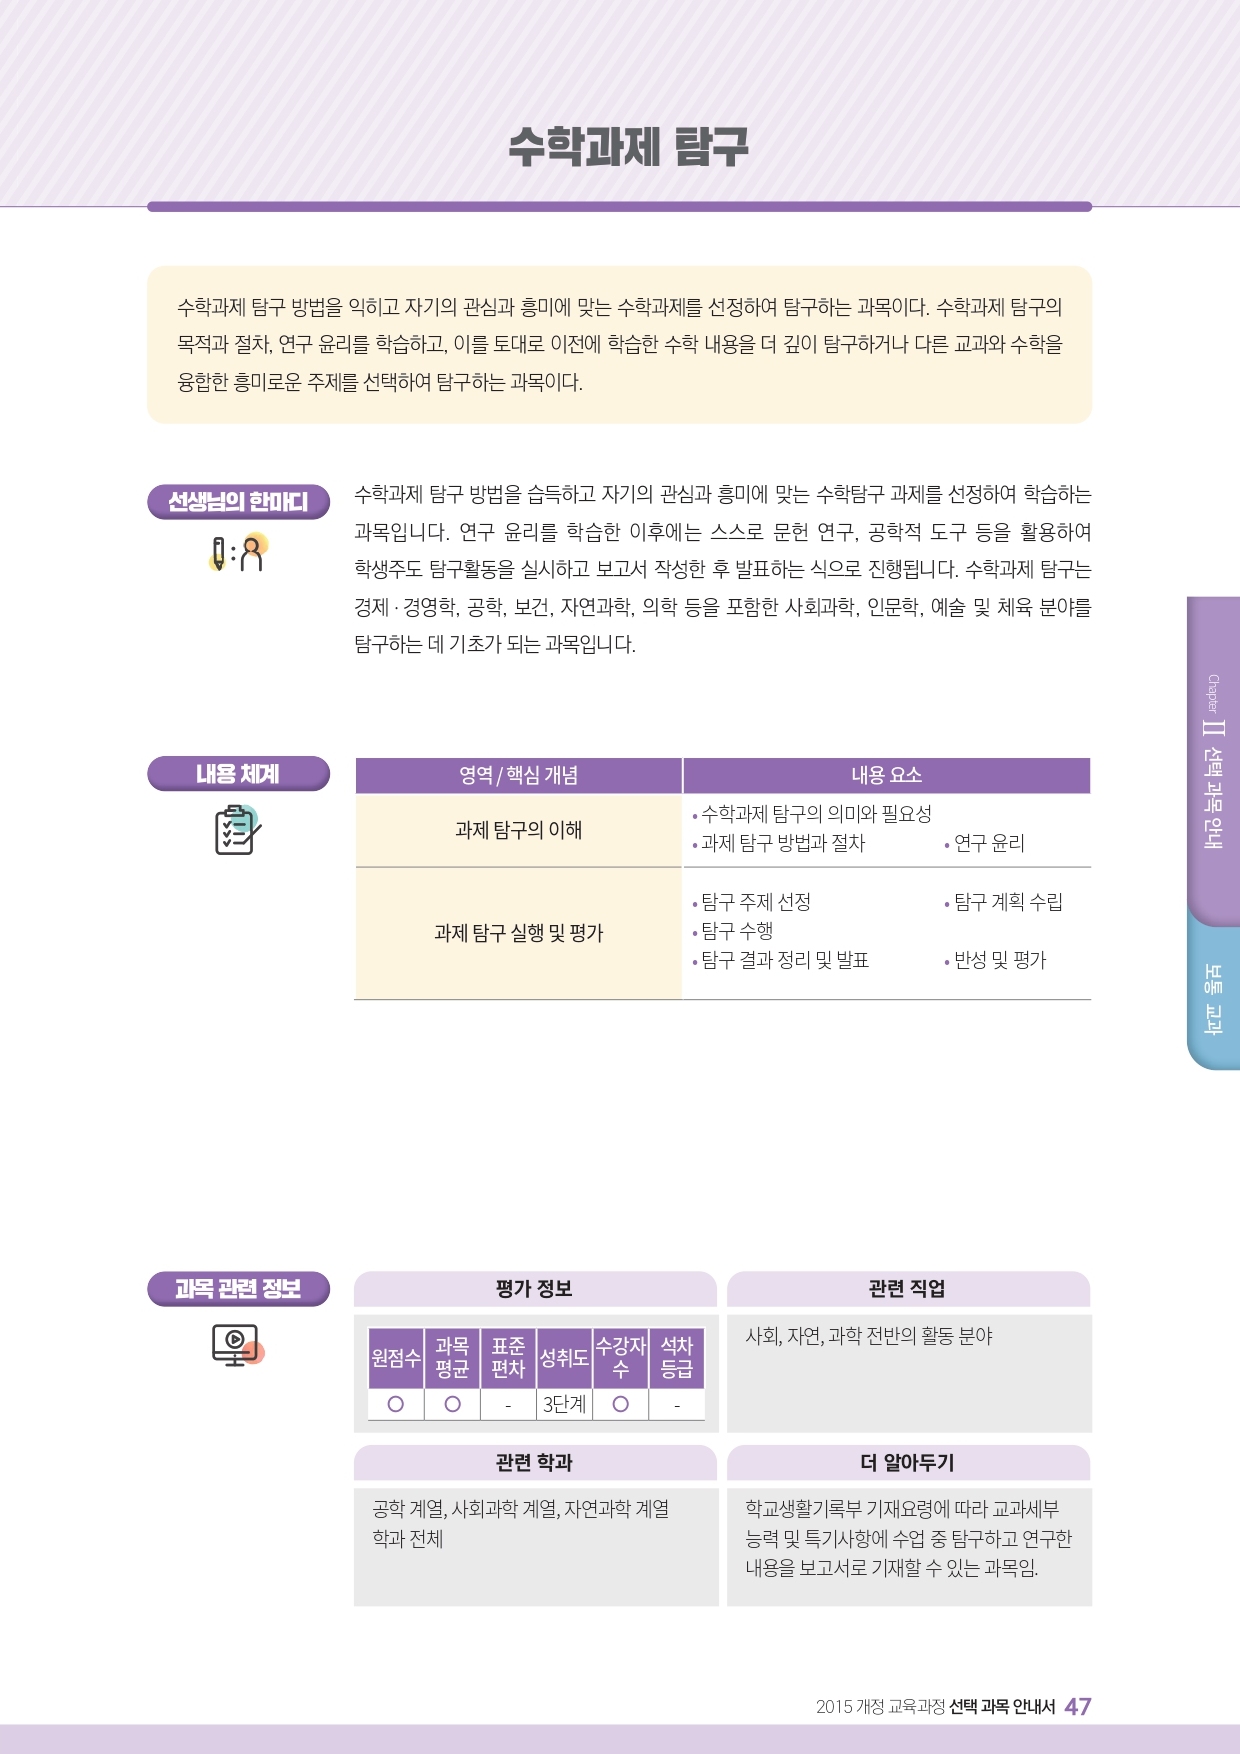 수학과제 탐구
수학과제 탐구 방법을 익히고 자기의 관심과 흥미에 맞는 수학과제를 선정하여 탐구하는 과목이다. 수학과제 탐구의
목적과 절차, 연구 윤리를 학습하고, 이를 토대로 이전에 학습한 수학 내용을 더 깊이 탐구하거나 다른 교과와 수학을
융합한 흥미로운 주제를 선택하여 탐구하는 과목이다.
선생님의 한마디
수학과제 탐구 방법을 습득하고 자기의 관심과 흥미에 맞는 수학탐구 과제를 선정하여 학습하는
과목입니다. 연구 윤리를 학습한 이후에는 스스로 문헌 연구, 공학적 도구 등을 활용하여
학생주도 탐구활동을 실시하고 보고서 작성한 후 발표하는 식으로 진행됩니다. 수학과제 탐구는
경제 · 경영학, 공학, 보건, 자연과학, 의학 등을 포함한 사회과학, 인문학, 예술 및 체육 분야를
탐구하는 데 기초가 되는 과목입니다.
Chapter II 선택 과목 안내
보통 교과
내용 체계
영역 / 핵심 개념 내용 요소
과제 탐구의 이해
• 수학과제 탐구의 의미와 필요성
• 과제 탐구 방법과 절차 • 연구 윤리
과제 탐구 실행 및 평가
• 탐구 주제 선정 • 탐구 계획 수립
• 탐구 수행
• 탐구 결과 정리 및 발표 • 반성 및 평가
과목 관련 정보
평가 정보
원점수 과목 평균 표준 편차 성취도 수강자 수 석차 등급
○ ○ - 3단계 ○ -
관련 직업
사회, 자연, 과학 전반의 활동 분야
관련 학과
공학 계열, 사회과학 계열, 자연과학 계열
학과 전체
더 알아두기
학교생활기록부 기재요령에 따라 교과세부
능력 및 특기사항에 수업 중 탐구하고 연구한
내용을 보고서로 기재할 수 있는 과목임.
2015 개정 교육과정 선택 과목 안내서 47